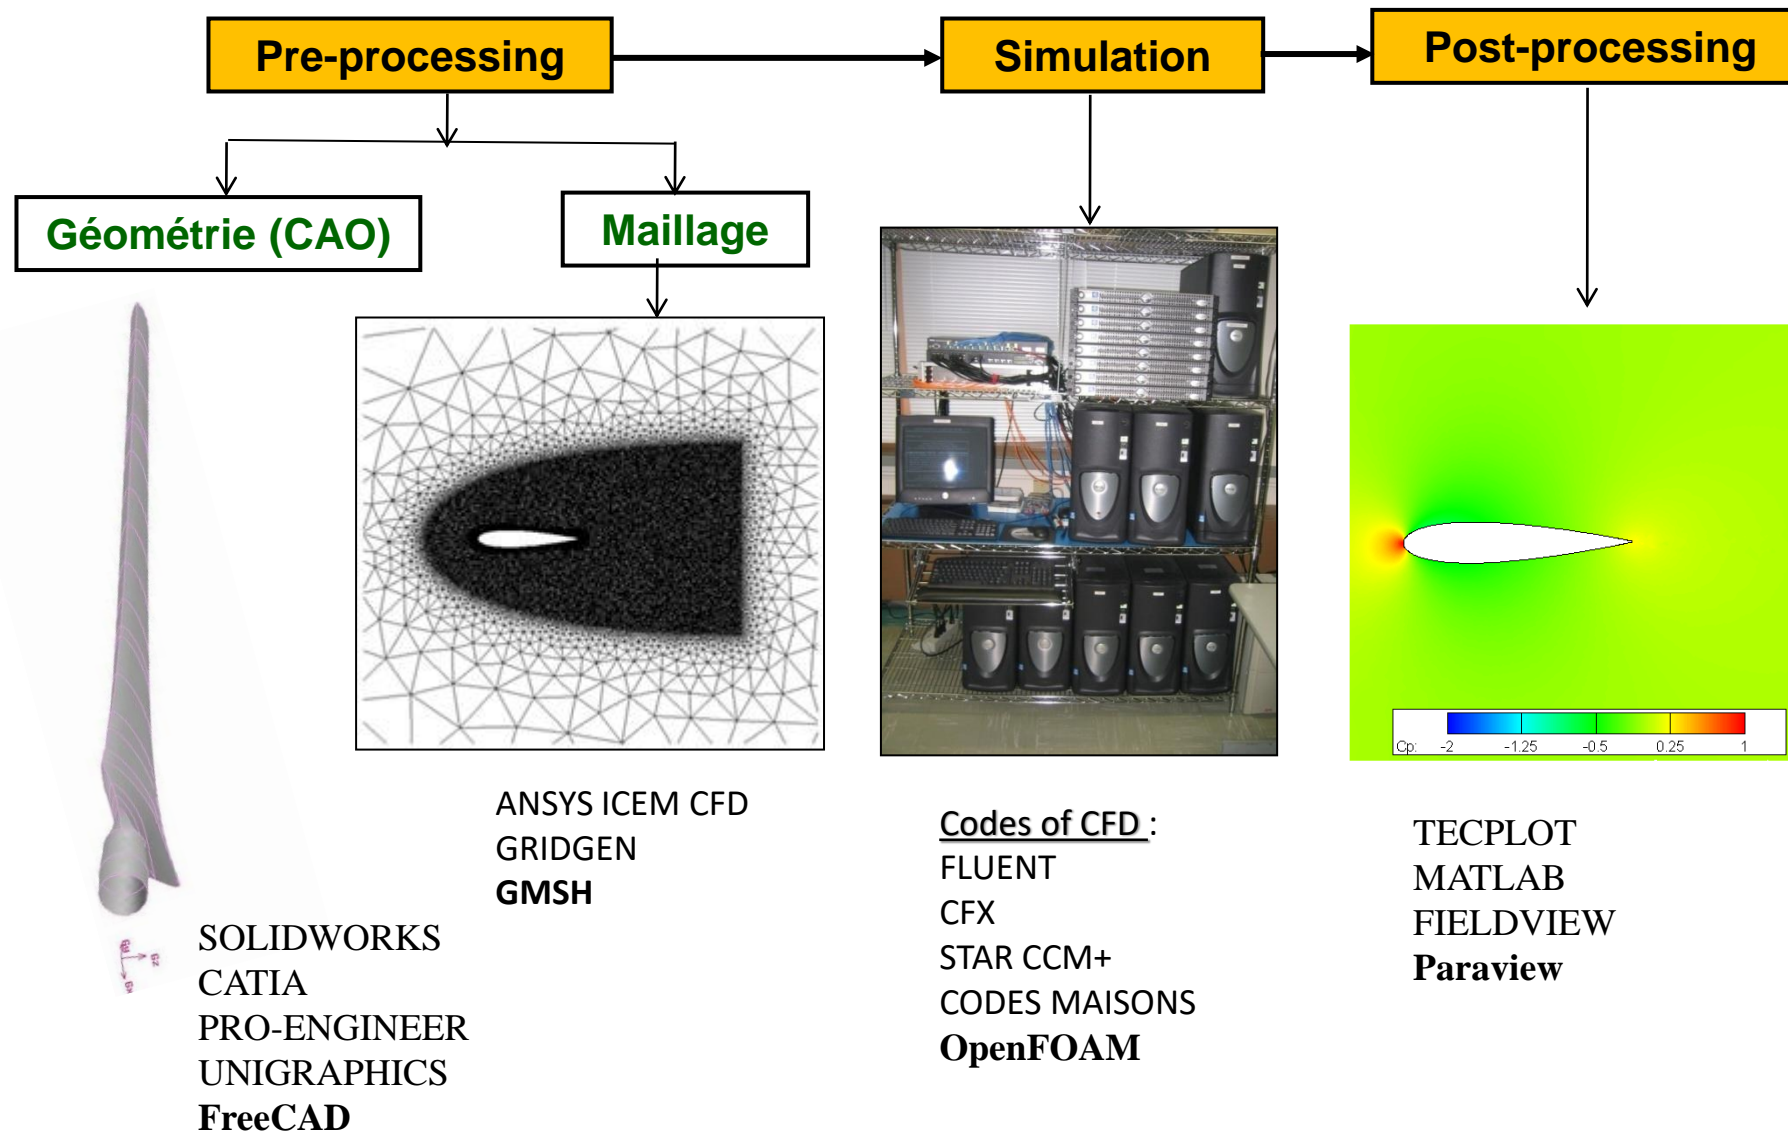 Pre-processing
Simulation
Post-processing
Géométrie (CAO)
Maillage
Cp: -2 -1.25 -0.5 0.25 1
ANSYS ICEM CFD
GRIDGEN
GMSH
Codes of CFD :
FLUENT
CFX
STAR CCM+
CODES MAISONS
OpenFOAM
TECPLOT
MATLAB
FIELDVIEW
Paraview
SOLIDWORKS
CATIA
PRO-ENGINEER
UNIGRAPHICS
FreeCAD